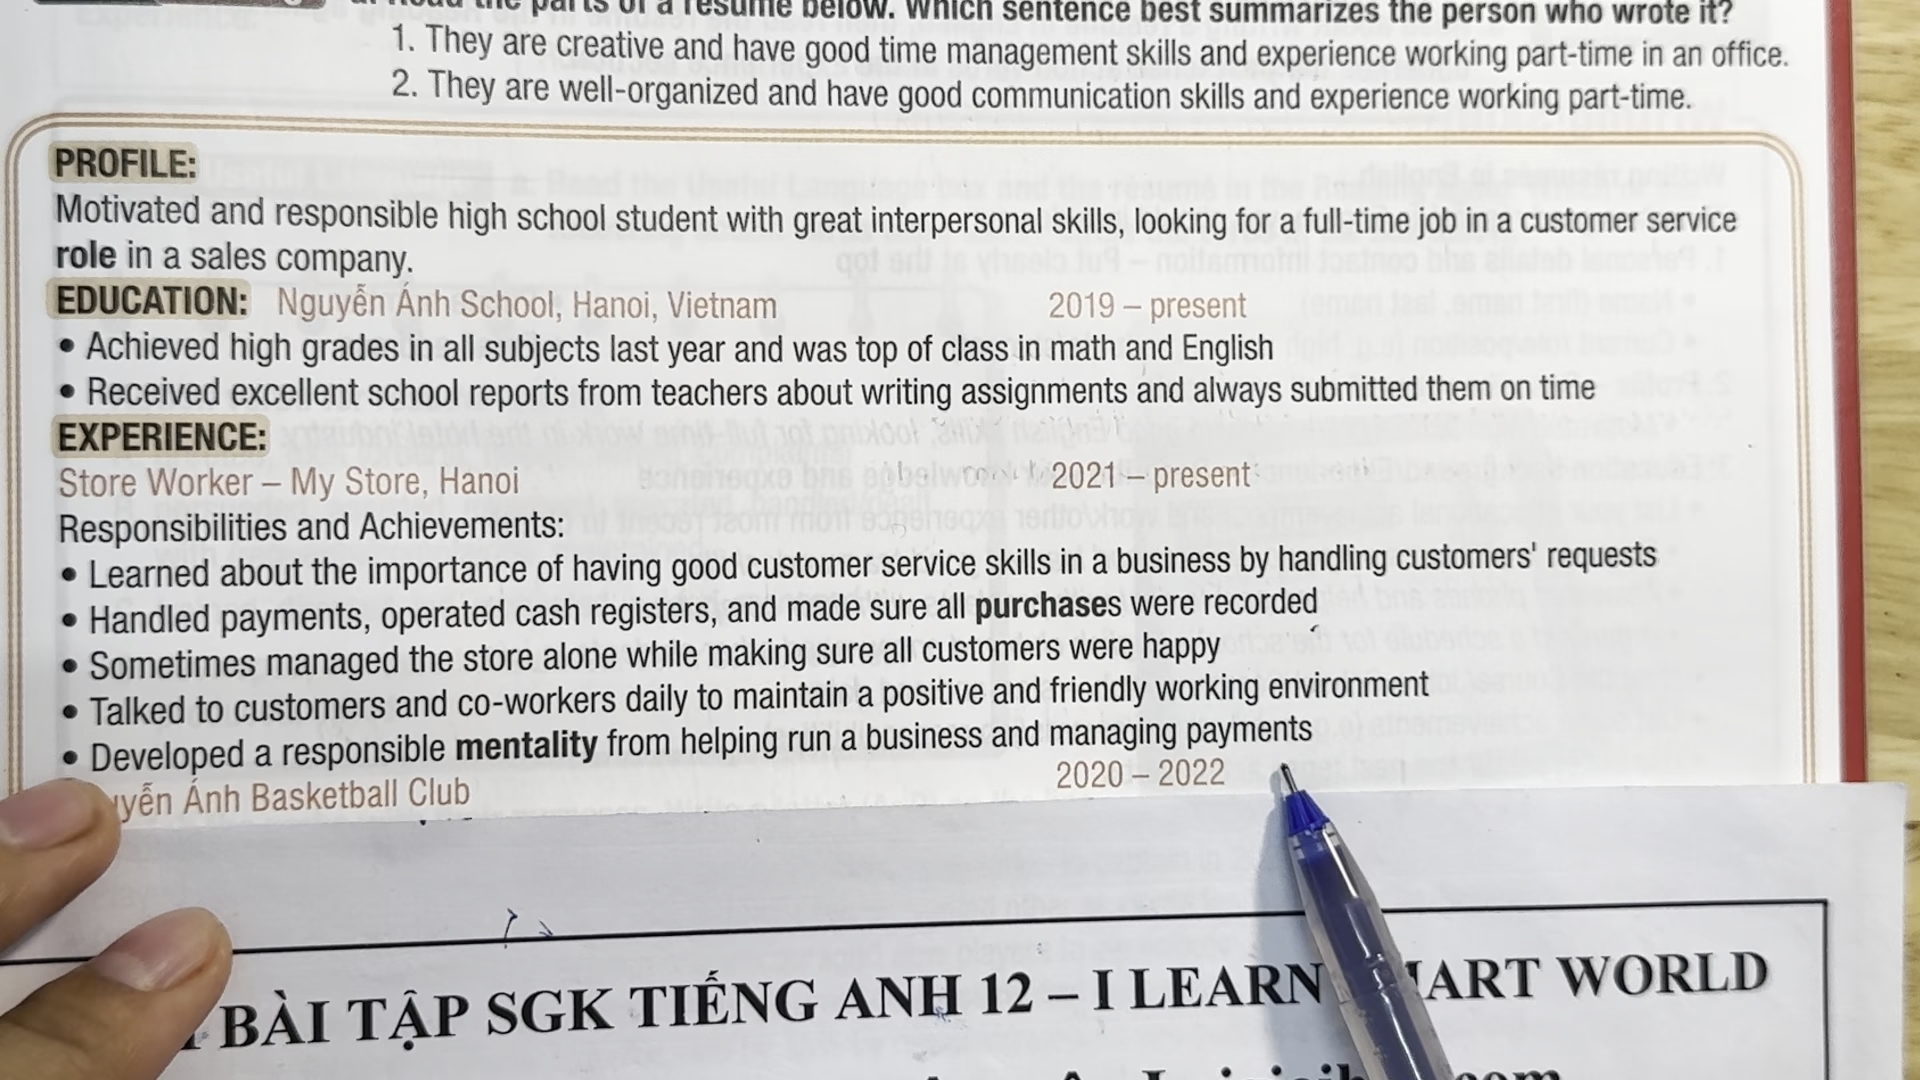 Read the parts of a resume below. Which sentence best summarizes the person who wrote it?
1. They are creative and have good time management skills and experience working part-time in an office.
2. They are well-organized and have good communication skills and experience working part-time.
PROFILE:
Motivated and responsible high school student with great interpersonal skills, looking for a full-time job in a customer service
role in a sales company.
EDUCATION: Nguyễn Ánh School, Hanoi, Vietnam 2019 – present
• Achieved high grades in all subjects last year and was top of class in math and English
• Received excellent school reports from teachers about writing assignments and always submitted them on time
EXPERIENCE:
Store Worker – My Store, Hanoi 2021 – present
Responsibilities and Achievements:
• Learned about the importance of having good customer service skills in a business by handling customers' requests
• Handled payments, operated cash registers, and made sure all purchases were recorded
• Sometimes managed the store alone while making sure all customers were happy
• Talked to customers and co-workers daily to maintain a positive and friendly working environment
• Developed a responsible mentality from helping run a business and managing payments
Ánh Basketball Club 2020 – 2022
BÀI TẬP SGK TIẾNG ANH 12 – I LEARN WORLD